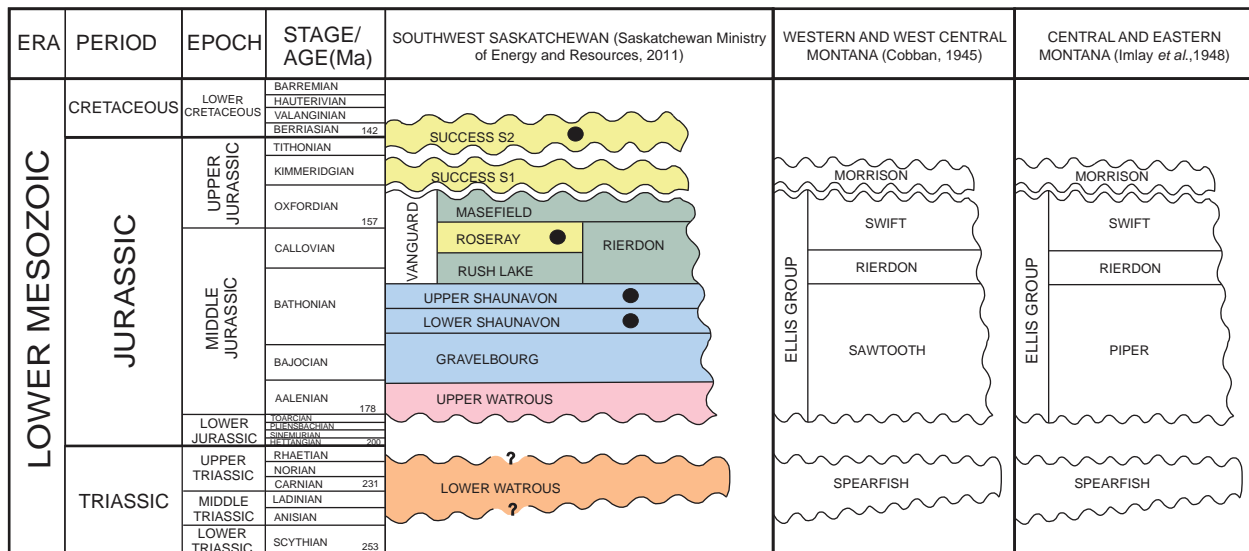 ERA
PERIOD
EPOCH
STAGE/
AGE(Ma)
SOUTHWEST SASKATCHEWAN (Saskatchewan Ministry
of Energy and Resources, 2011)
WESTERN AND WEST CENTRAL
MONTANA (Cobban, 1945)
CENTRAL AND EASTERN
MONTANA (Imlay et al.,1948)
LOWER MESOZOIC
CRETACEOUS
JURASSIC
TRIASSIC
LOWER
CRETACEOUS
UPPER
JURASSIC
MIDDLE
JURASSIC
LOWER
JURASSIC
UPPER
TRIASSIC
MIDDLE
TRIASSIC
LOWER
TRIASSIC
BARREMIAN
HAUTERIVIAN
VALANGINIAN
BERRIASIAN 142
TITHONIAN
KIMMERIDGIAN
OXFORDIAN
157
CALLOVIAN
BATHONIAN
BAJOCIAN
AALENIAN
178
TOARCIAN
PLIENSBACHIAN
SINEMURIAN
HETTANGIAN 200
RHAETIAN
NORIAN
CARNIAN 231
LADINIAN
ANISIAN
SCYTHIAN 253
SUCCESS S2
SUCCESS S1
VANGUARD
MASEFIELD
ROSERAY
RIERDON
RUSH LAKE
UPPER SHAUNAVON
LOWER SHAUNAVON
GRAVELBOURG
UPPER WATROUS
?
LOWER WATROUS
?
MORRISON
ELLIS GROUP
SWIFT
RIERDON
SAWTOOTH
SPEARFISH
MORRISON
ELLIS GROUP
SWIFT
RIERDON
PIPER
SPEARFISH